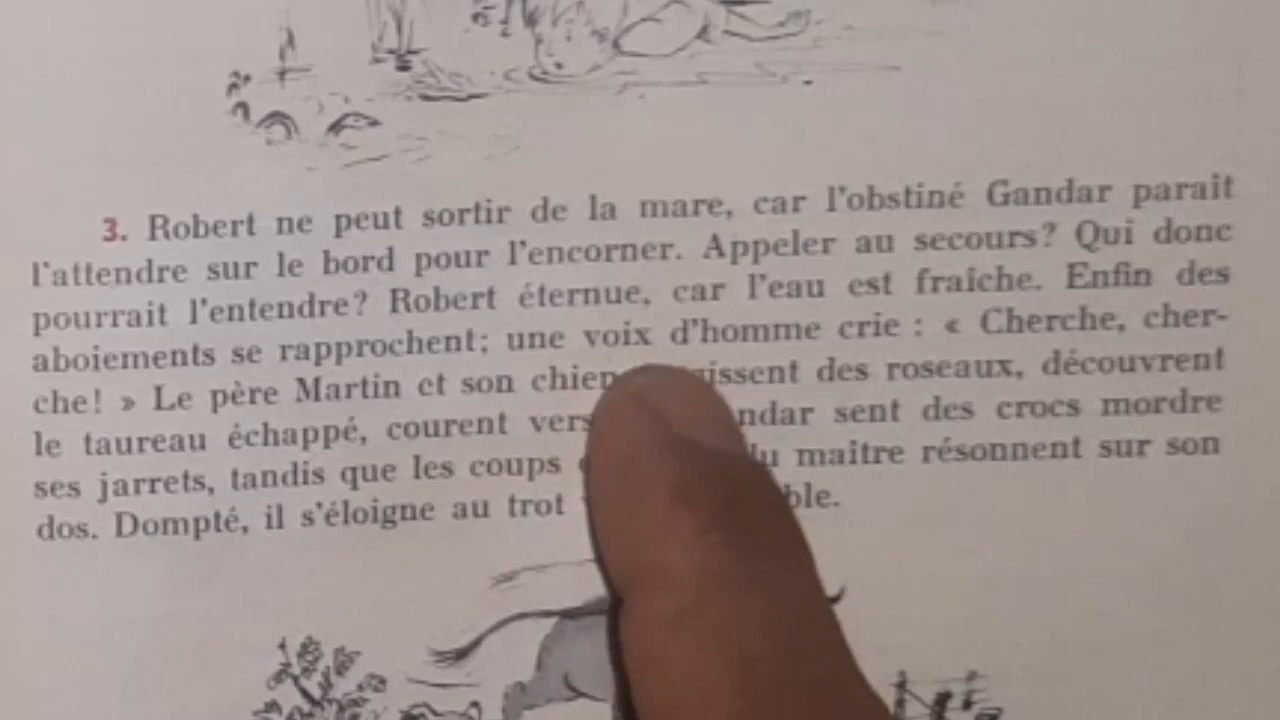 3. Robert ne peut sortir de la mare, car l'obstiné Gandar parait
l'attendre sur le bord pour l'encorner. Appeler au secours? Qui donc
pourrait l'entendre? Robert éternue, car l'eau est fraîche. Enfin des
aboiements se rapprochent; une voix d'homme crie : « Cherche, cher-
che! » Le père Martin et son chien des roseaux, découvrent
le taureau échappé, courent vers sent des crocs mordre
ses jarrets, tandis que les coups maître résonnent sur son
dos. Dompté, il s'éloigne au trot